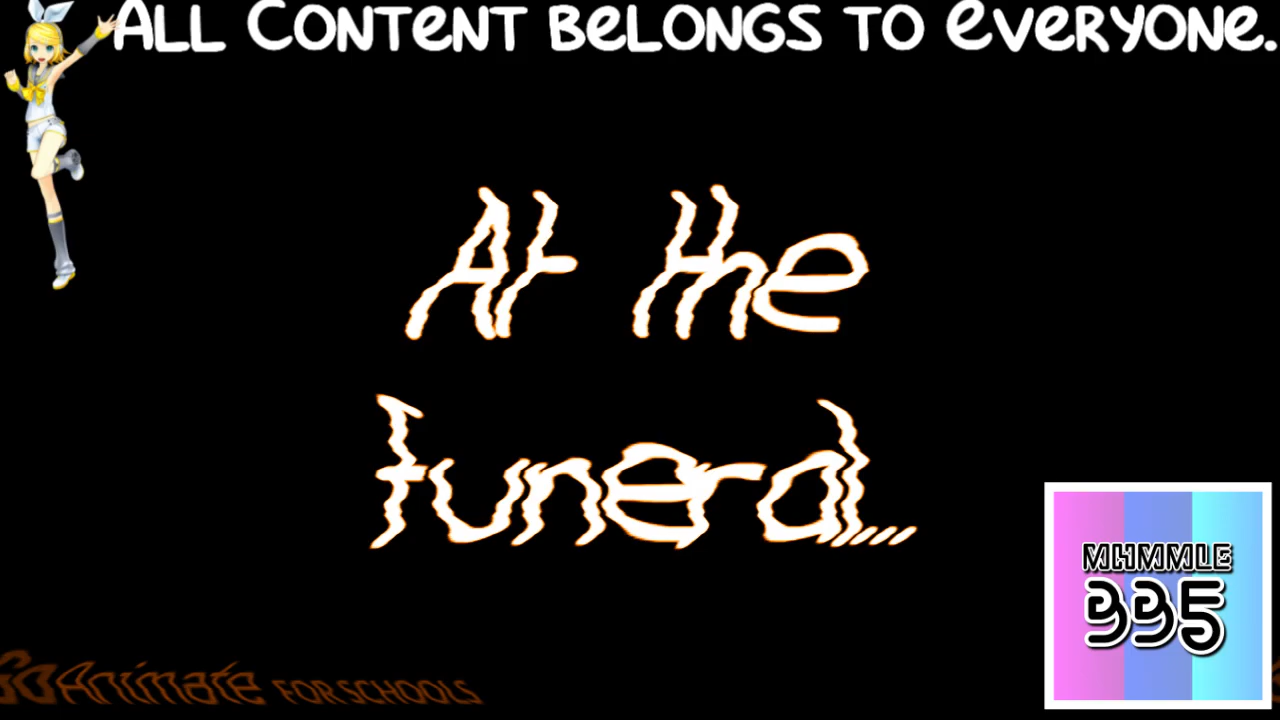 ALL CONTENT BELONGS TO EVERYONE.
At the
funeral...
MHMMLE
335
GoAnimate FOR SCHOOLS